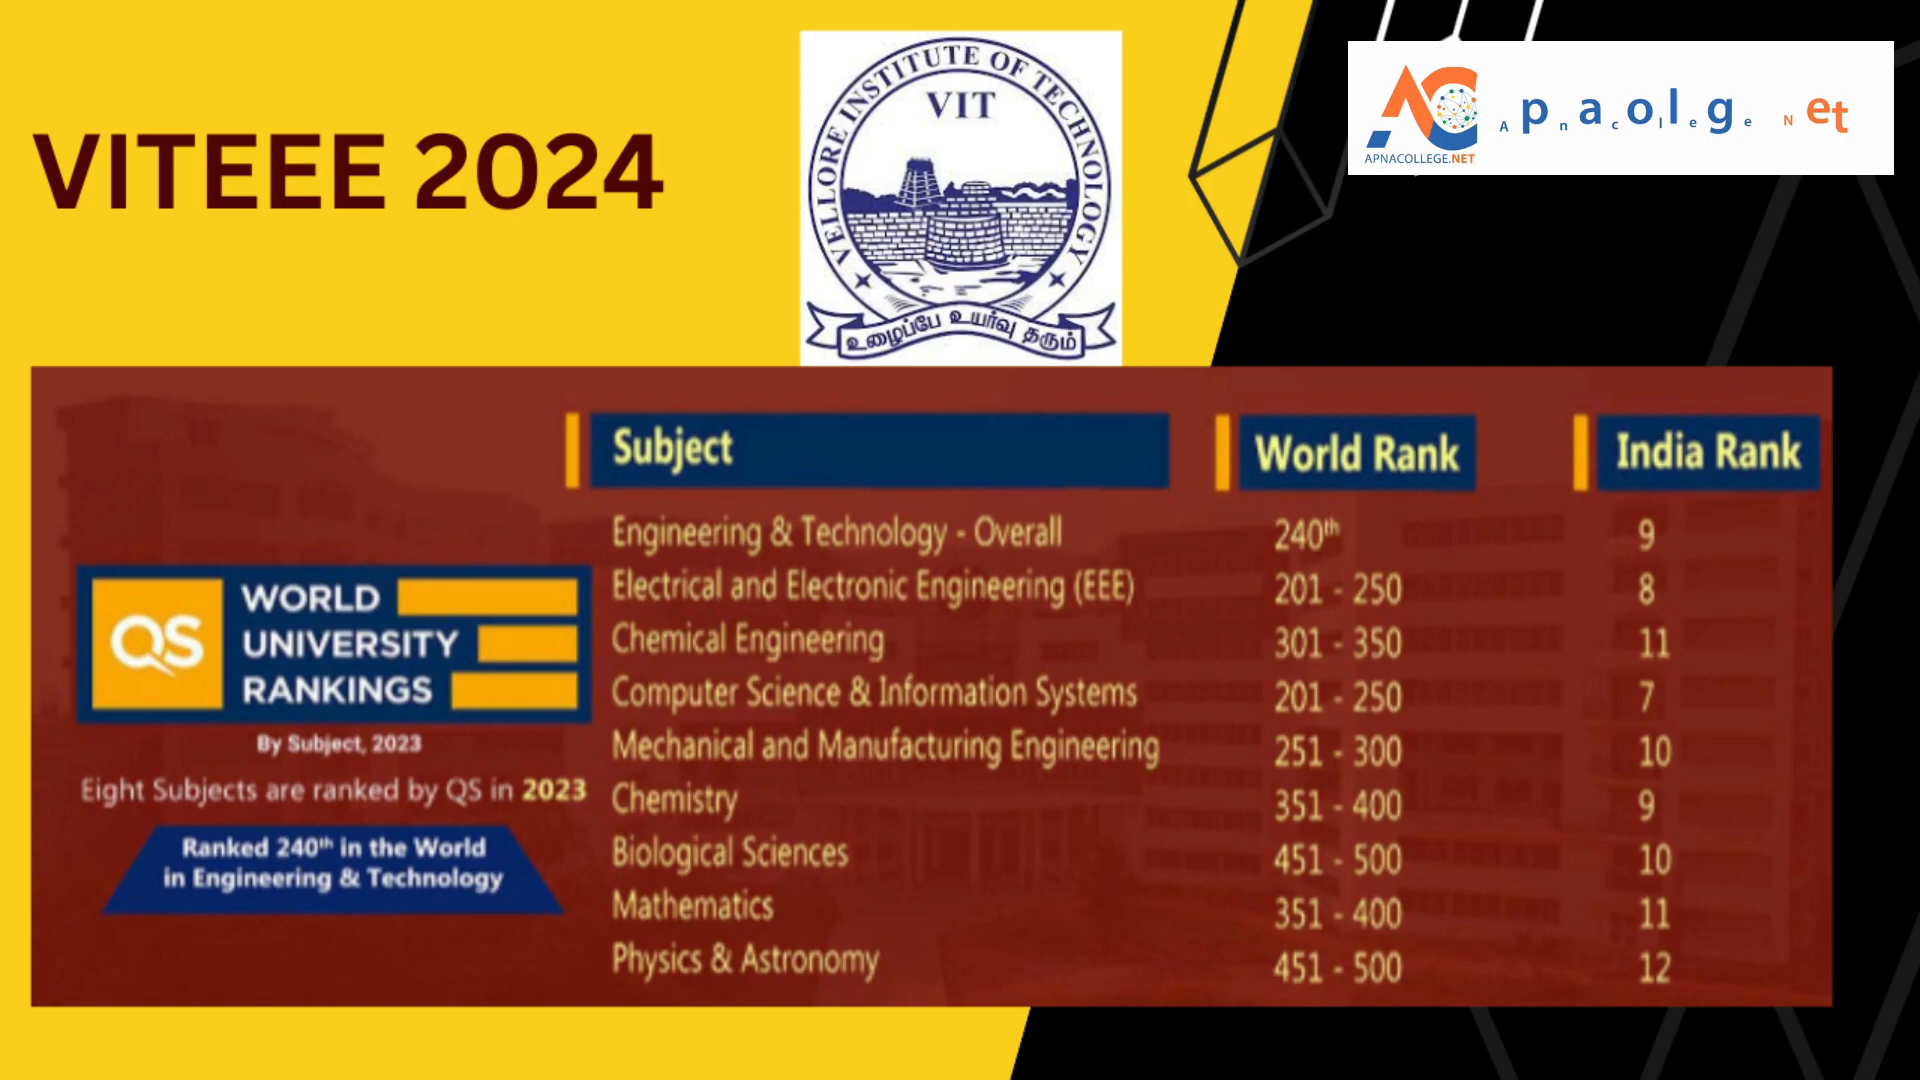 VITEEE 2024
VELLORE INSTITUTE OF TECHNOLOGY
VIT
உழைப்பே உயர்வு தரும்
APNACOLLEGE.NET
Apnacollege Net
Subject World Rank India Rank
Engineering & Technology - Overall 240th 9
Electrical and Electronic Engineering (EEE) 201 - 250 8
Chemical Engineering 301 - 350 11
Computer Science & Information Systems 201 - 250 7
Mechanical and Manufacturing Engineering 251 - 300 10
Chemistry 351 - 400 9
Biological Sciences 451 - 500 10
Mathematics 351 - 400 11
Physics & Astronomy 451 - 500 12
QS
WORLD
UNIVERSITY
RANKINGS
By Subject, 2023
Eight Subjects are ranked by QS in 2023
Ranked 240th in the World
in Engineering & Technology